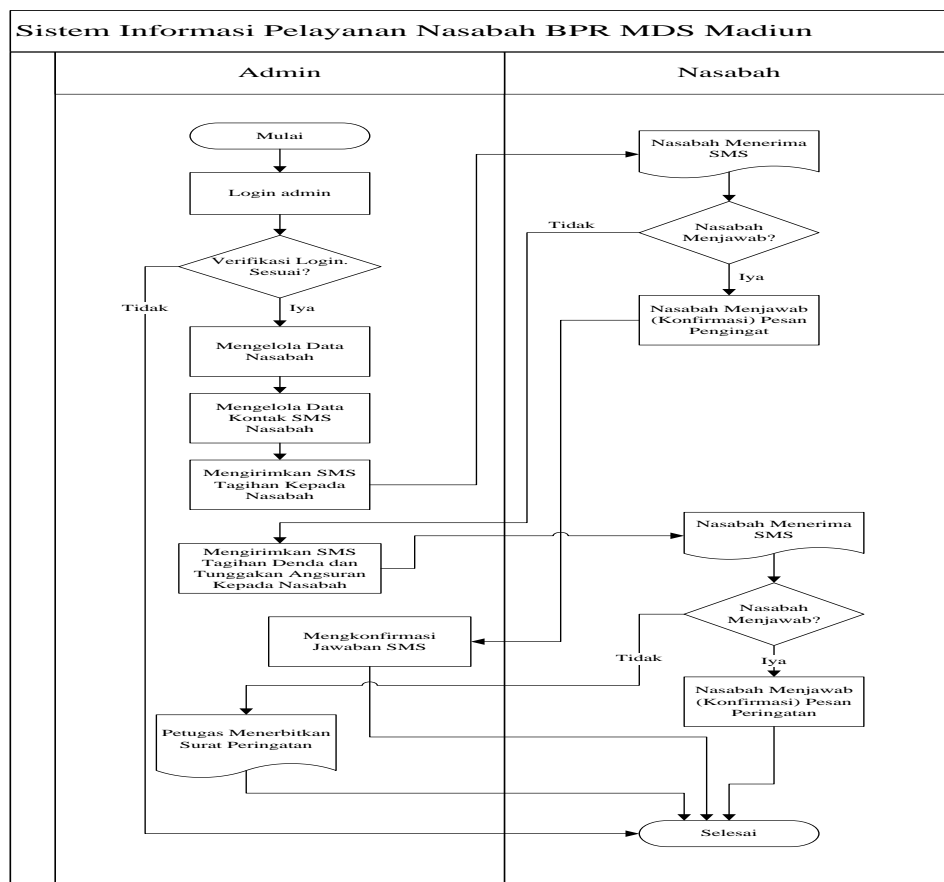 Sistem Informasi Pelayanan Nasabah BPR MDS Madiun
Admin
Nasabah
Mulai
Login admin
Verifikasi Login.
Sesuai?
Tidak
Iya
Mengelola Data
Nasabah
Mengelola Data
Kontak SMS
Nasabah
Mengirimkan SMS
Tagihan Kepada
Nasabah
Nasabah Menerima
SMS
Nasabah
Menjawab?
Tidak
Iya
Nasabah Menjawab
(Konfirmasi) Pesan
Pengingat
Mengirimkan SMS
Tagihan Denda dan
Tunggakan Angsuran
Kepada Nasabah
Nasabah Menerima
SMS
Nasabah
Menjawab?
Tidak
Iya
Mengkonfirmasi
Jawaban SMS
Nasabah Menjawab
(Konfirmasi) Pesan
Peringatan
Petugas Menerbitkan
Surat Peringatan
Selesai